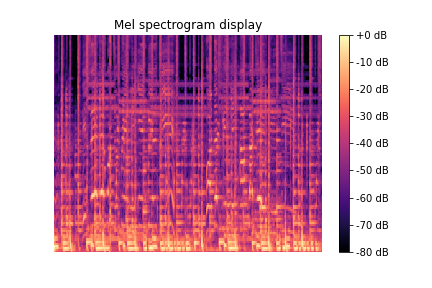 Mel spectrogram display
+0 dB
-10 dB
-20 dB
-30 dB
-40 dB
-50 dB
-60 dB
-70 dB
-80 dB